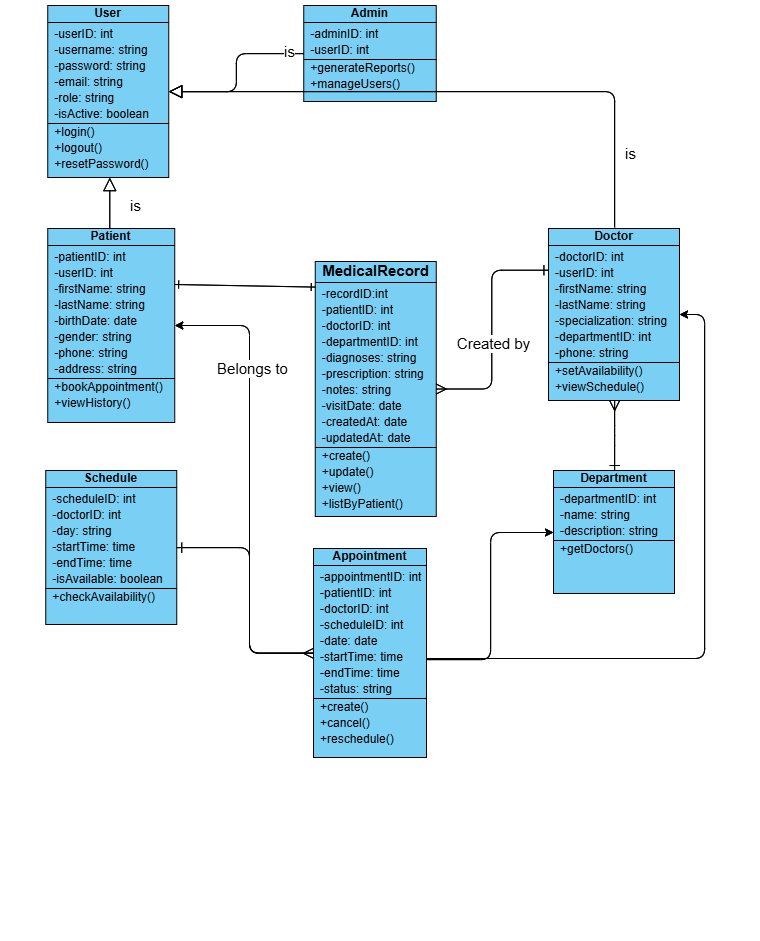 User
-userID: int
-username: string
-password: string
-email: string
-role: string
-isActive: boolean
+login()
+logout()
+resetPassword()
Admin
-adminID: int
-userID: int
+generateReports()
+manageUsers()
is
is
is
Patient
-patientID: int
-userID: int
-firstName: string
-lastName: string
-birthDate: date
-gender: string
-phone: string
-address: string
+bookAppointment()
+viewHistory()
MedicalRecord
-recordID:int
-patientID: int
-doctorID: int
-departmentID: int
-diagnoses: string
-prescription: string
-notes: string
-visitDate: date
-createdAt: date
-updatedAt: date
+create()
+update()
+view()
+listByPatient()
Doctor
-doctorID: int
-userID: int
-firstName: string
-lastName: string
-specialization: string
-departmentID: int
-phone: string
+setAvailability()
+viewSchedule()
Created by
Belongs to
Schedule
-scheduleID: int
-doctorID: int
-day: string
-startTime: time
-endTime: time
-isAvailable: boolean
+checkAvailability()
Appointment
-appointmentID: int
-patientID: int
-doctorID: int
-scheduleID: int
-date: date
-startTime: time
-endTime: time
-status: string
+create()
+cancel()
+reschedule()
Department
-departmentID: int
-name: string
-description: string
+getDoctors()